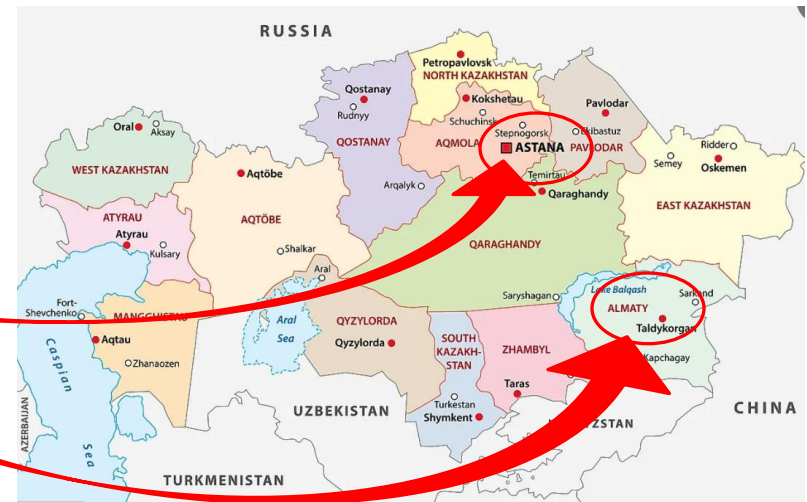 RUSSIA
Petropavlovsk
NORTH KAZAKHSTAN
Qostanay
Rudnyy
Kokshetau
Schuchinsk
Stepnogorsk
Pavlodar
Ekibastuz
Oral
Aksay
QOSTANAY
AQMOLA
ASTANA
PAVLODAR
Ridder
Semey
Oskemen
WEST KAZAKHSTAN
Aqtöbe
Arqalyk
Temirtau
Qaraghandy
EAST KAZAKHSTAN
ATYRAU
Atyrau
Kulsary
AQTÖBE
Shalkar
QARAGHANDY
Aral
Saryshagan
Lake Balqash
Sarkand
Fort-
Shevchenko
MANGGHISTAU
Aral
Sea
QYZYLORDA
Qyzylorda
SOUTH
KAZAKH-
STAN
ZHAMBYL
ALMATY
Taldykorgan
Kapchagay
Aqtau
Zhanaozen
Caspian
Sea
Taras
Turkestan
Shymkent
UZBEKISTAN
CHINA
AZERBAIJAN
TURKMENISTAN